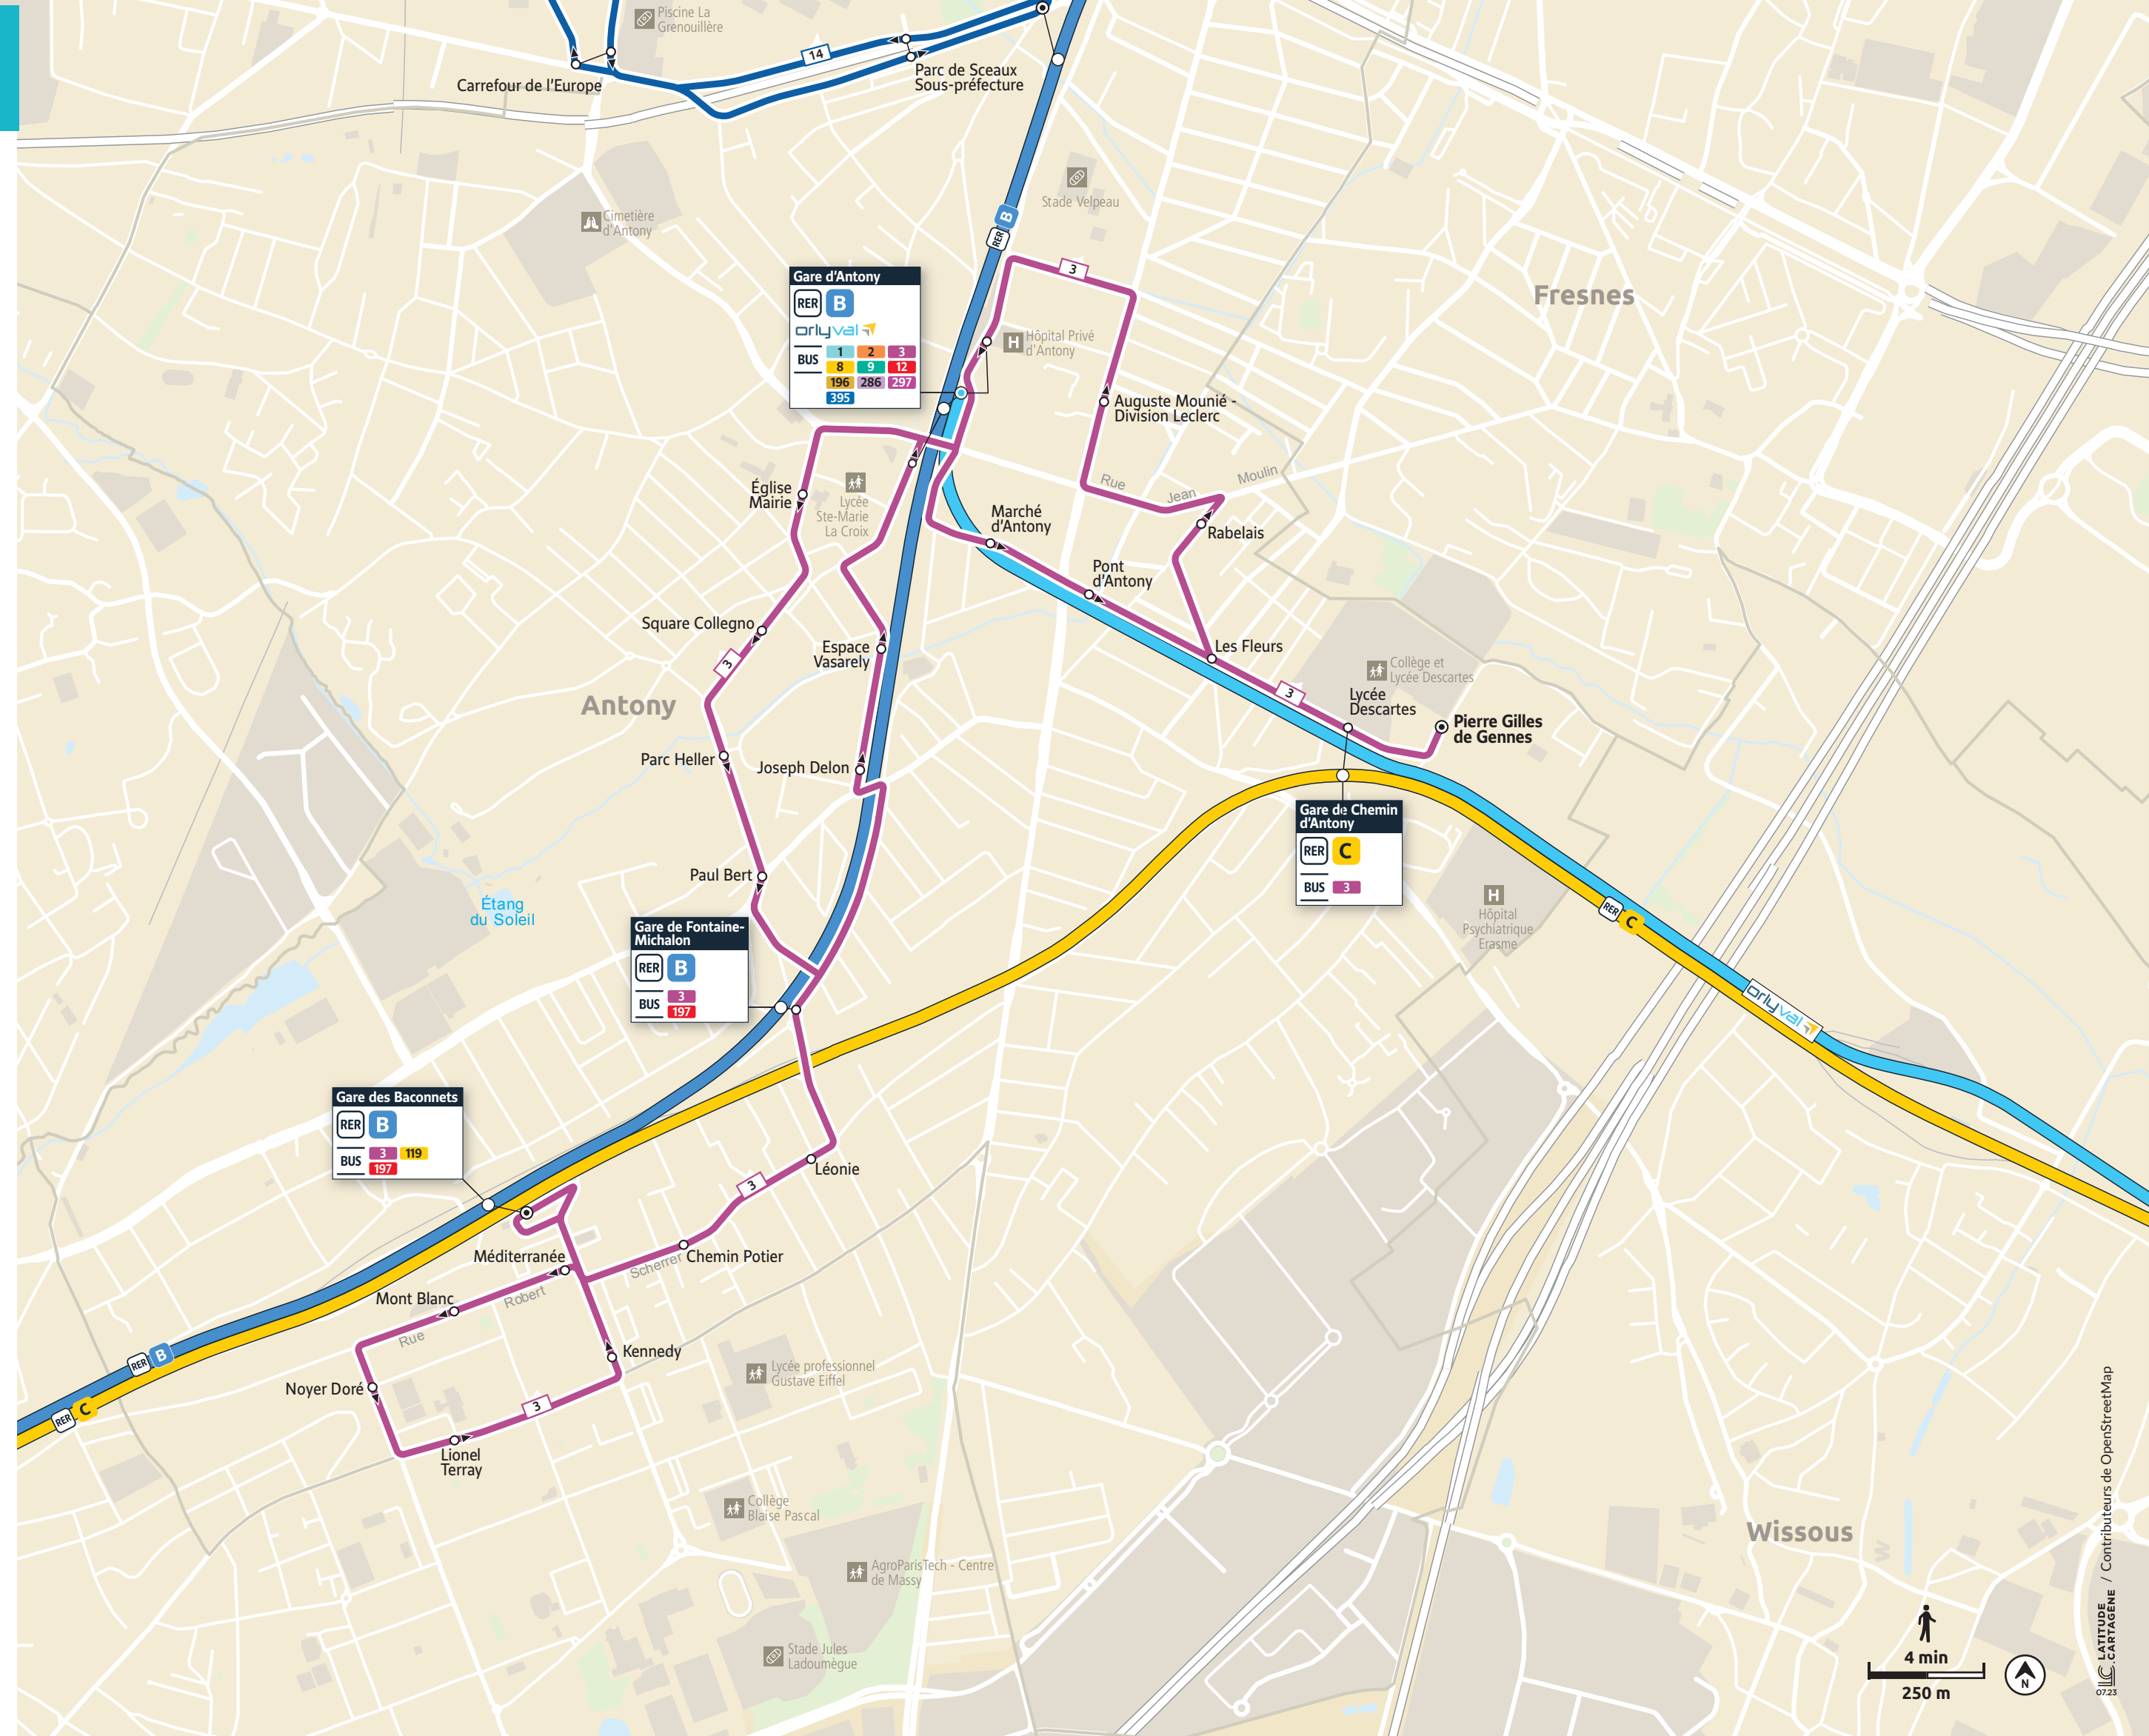 Piscine La
Grenouillère
14
Carrefour de l’Europe
Parc de Sceaux
Sous-préfecture
Stade Velpeau
Cimetière
d’Antony
B
RER
Gare d’Antony
RER B
orlyval
BUS
1 2 3
8 9 12
196 286 297
395
3
H
Hôpital Privé
d’Antony
Fresnes
Auguste Mounié -
Division Leclerc
Rue Jean Moulin
Église
Mairie
Lycée
Ste-Marie
La Croix
Marché
d’Antony
Rabelais
Pont
d’Antony
Square Collegno
3
Espace
Vasarely
Les Fleurs
Collège et
Lycée Descartes
3
Lycée
Descartes
Antony
Pierre Gilles
de Gennes
Parc Heller
Joseph Delon
Gare de Chemin
d’Antony
RER C
BUS 3
Paul Bert
Étang
du Soleil
H
Hôpital
Psychiatrique
Erasme
RER C
Gare de Fontaine-
Michalon
RER B
BUS
3
197
orlyval
Gare des Baconnets
RER B
BUS
3 119
197
Léonie
3
Méditerranée
Chemin Potier
Rue Robert Scherrer
Mont Blanc
RER B
Kennedy
Noyer Doré
RER C
3
Lycée professionnel
Gustave Eiffel
Lionel
Terray
Collège
Blaise Pascal
AgroParisTech - Centre
de Massy
Wissous
Stade Jules
Ladoumègue
4 min
250 m
N
LATITUDE
CARTAGÈNE
/ Contributeurs de OpenStreetMap
07.23